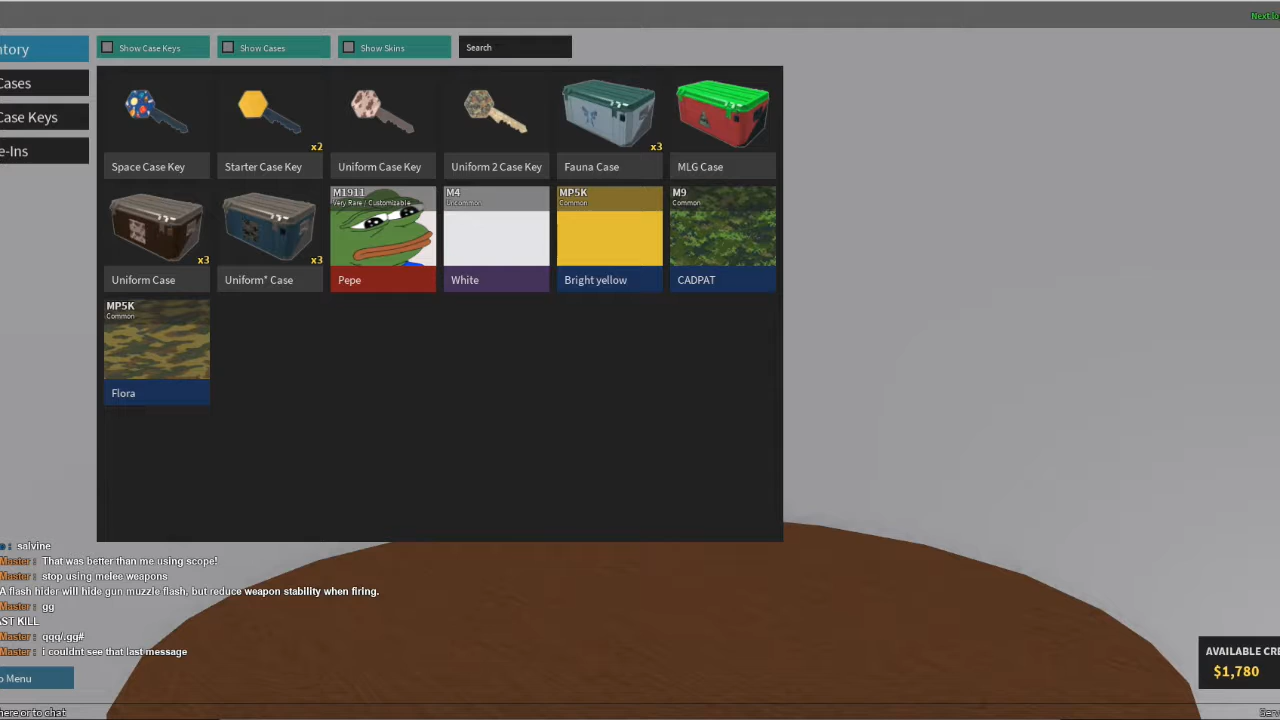 Next lo
ntory
Show Case Keys
Show Cases
Show Skins
Search
Cases
Case Keys
e-Ins
Space Case Key
x2
Starter Case Key
Uniform Case Key
Uniform 2 Case Key
x3
Fauna Case
MLG Case
x3
Uniform Case
x3
Uniform* Case
M1911
Very Rare / Customizable
Pepe
M4
Uncommon
White
MP5K
Common
Bright yellow
M9
Common
CADPAT
MP5K
Common
Flora
: salvine
Master : That was better than me using scope!
Master : stop using melee weapons
A flash hider will hide gun muzzle flash, but reduce weapon stability when firing.
Master : gg
AST KILL
Master : qqq/.gg#
Master : i couldnt see that last message
o Menu
here or to chat
AVAILABLE CRE
$1,780
Serv